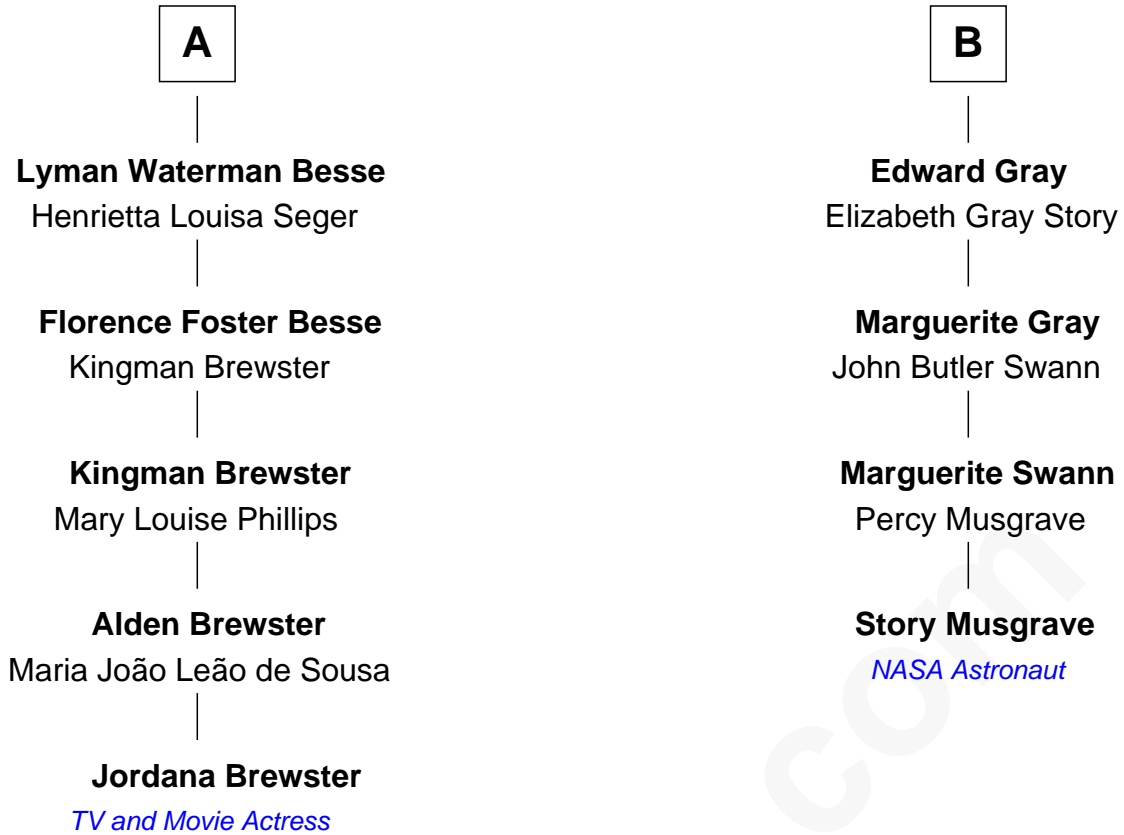 A
Lyman Waterman Besse
Henrietta Louisa Seger
Florence Foster Besse
Kingman Brewster
Kingman Brewster
Mary Louise Phillips
Alden Brewster
Maria João Leão de Sousa
Jordana Brewster
TV and Movie Actress
B
Edward Gray
Elizabeth Gray Story
Marguerite Gray
John Butler Swann
Marguerite Swann
Percy Musgrave
Story Musgrave
NASA Astronaut
com